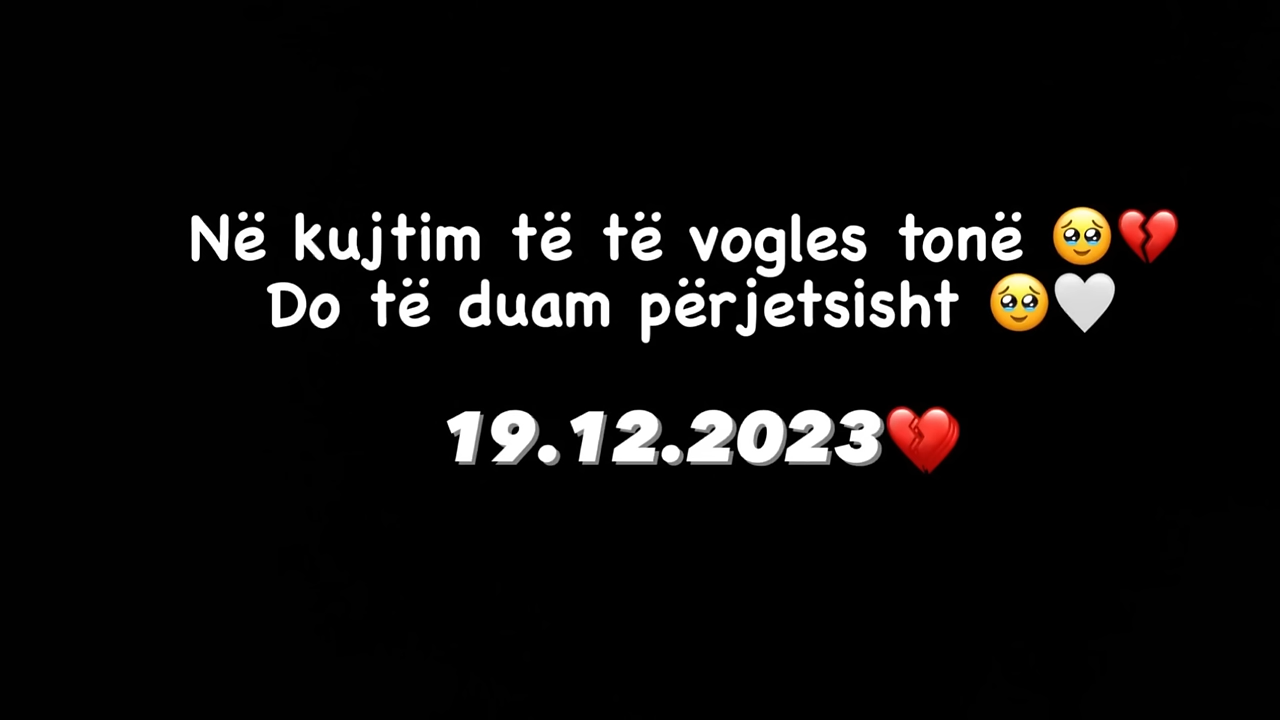 Në kujtim të të vogles tonë 🥹💔
Do të duam përjetsisht 🥹🤍
19.12.2023💔